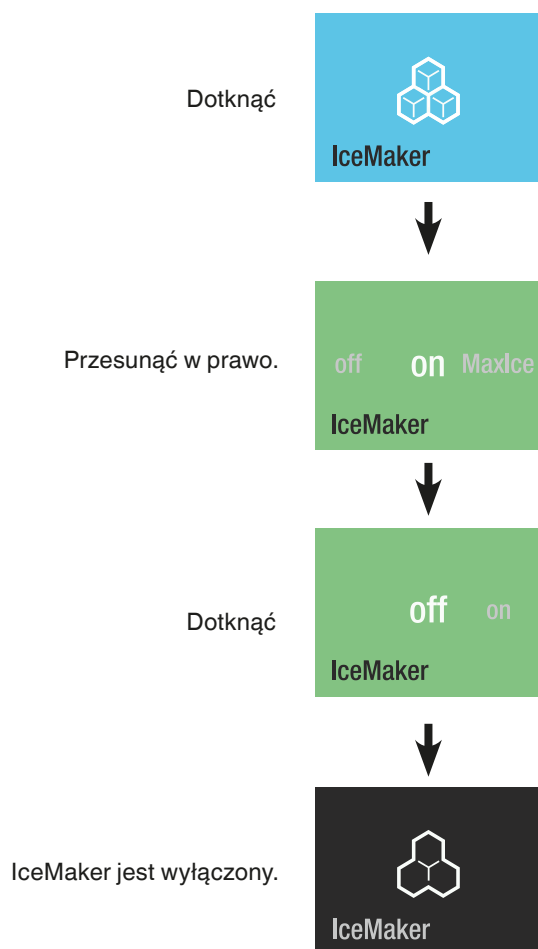 Dotknąć
IceMaker
Przesunąć w prawo.
off on MaxIce
IceMaker
Dotknąć
off on
IceMaker
IceMaker jest wyłączony.
IceMaker